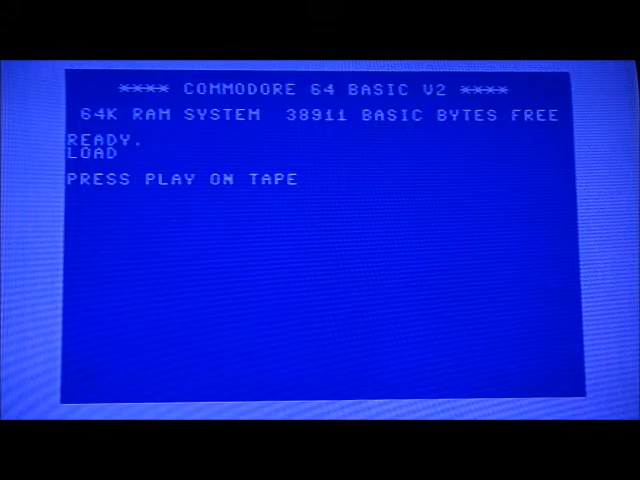 **** COMMODORE 64 BASIC V2 ****
64K RAM SYSTEM 38911 BASIC BYTES FREE
READY.
LOAD
PRESS PLAY ON TAPE